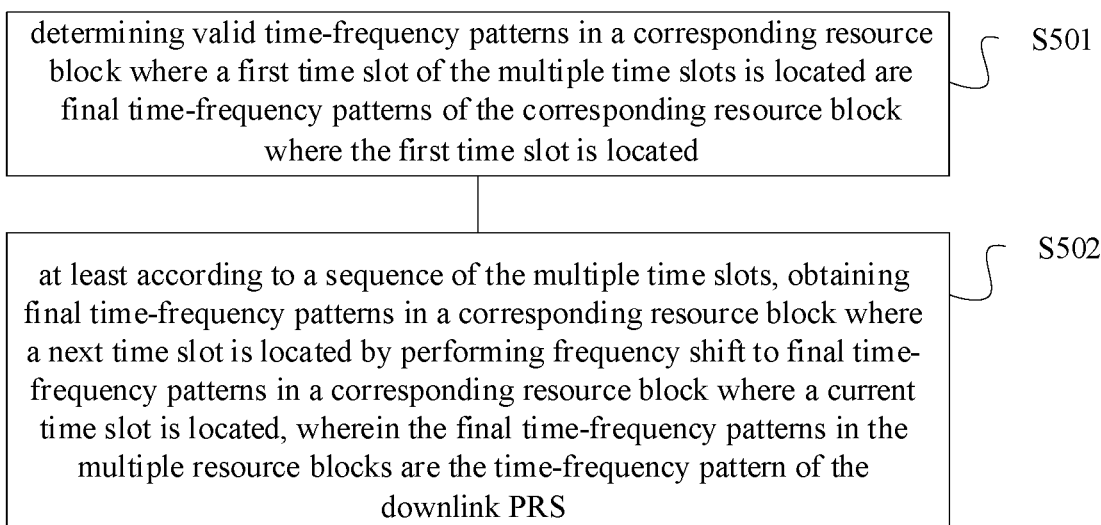 determining valid time-frequency patterns in a corresponding resource
block where a first time slot of the multiple time slots is located are
final time-frequency patterns of the corresponding resource block
where the first time slot is located
S501
at least according to a sequence of the multiple time slots, obtaining
final time-frequency patterns in a corresponding resource block where
a next time slot is located by performing frequency shift to final time-
frequency patterns in a corresponding resource block where a current
time slot is located, wherein the final time-frequency patterns in the
multiple resource blocks are the time-frequency pattern of the
downlink PRS
S502